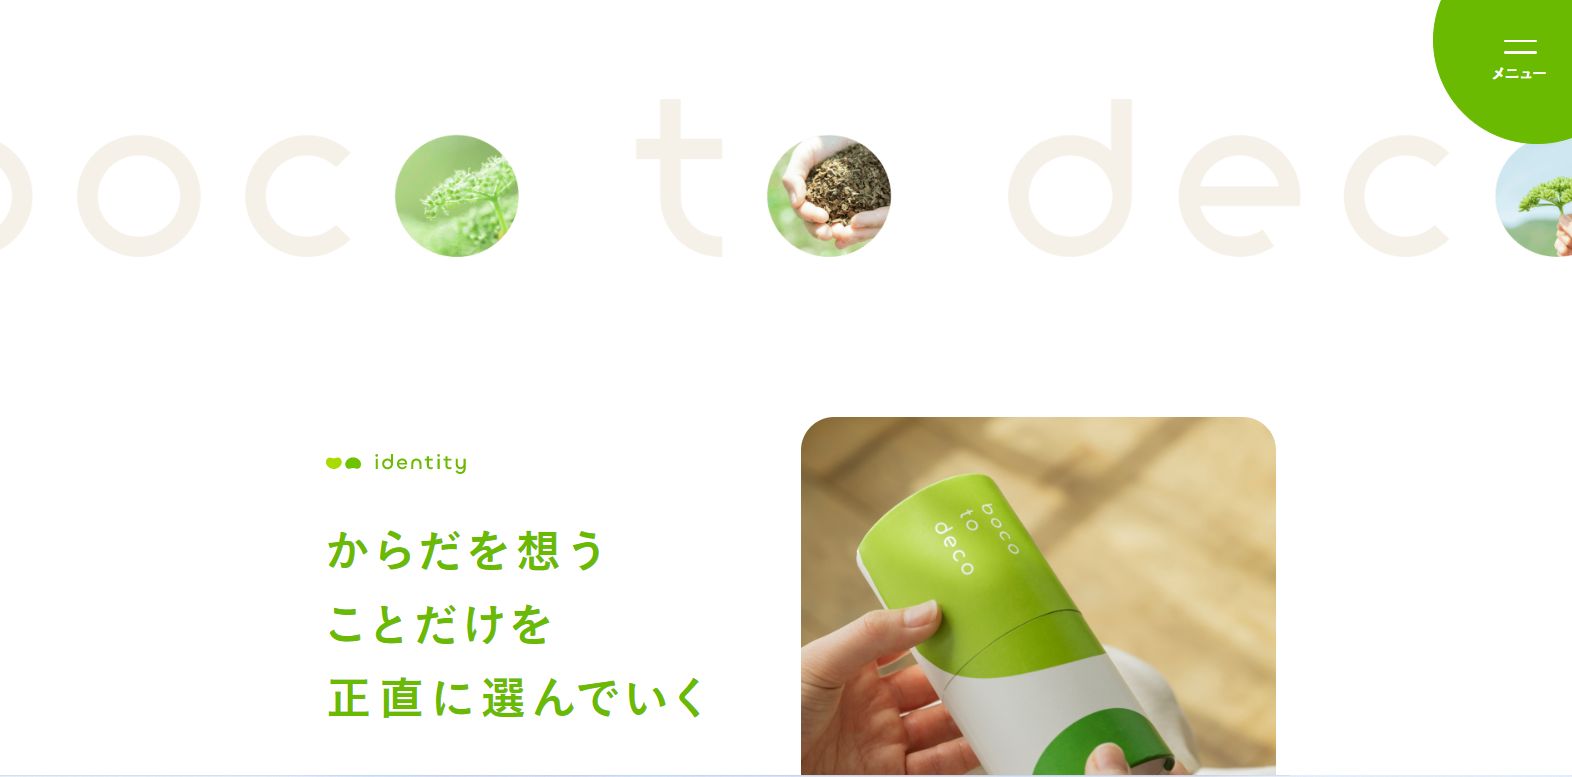 メニュー
boco to deco
identity
からだを想う
ことだけを
正直に選んでいく
boco
to
deco